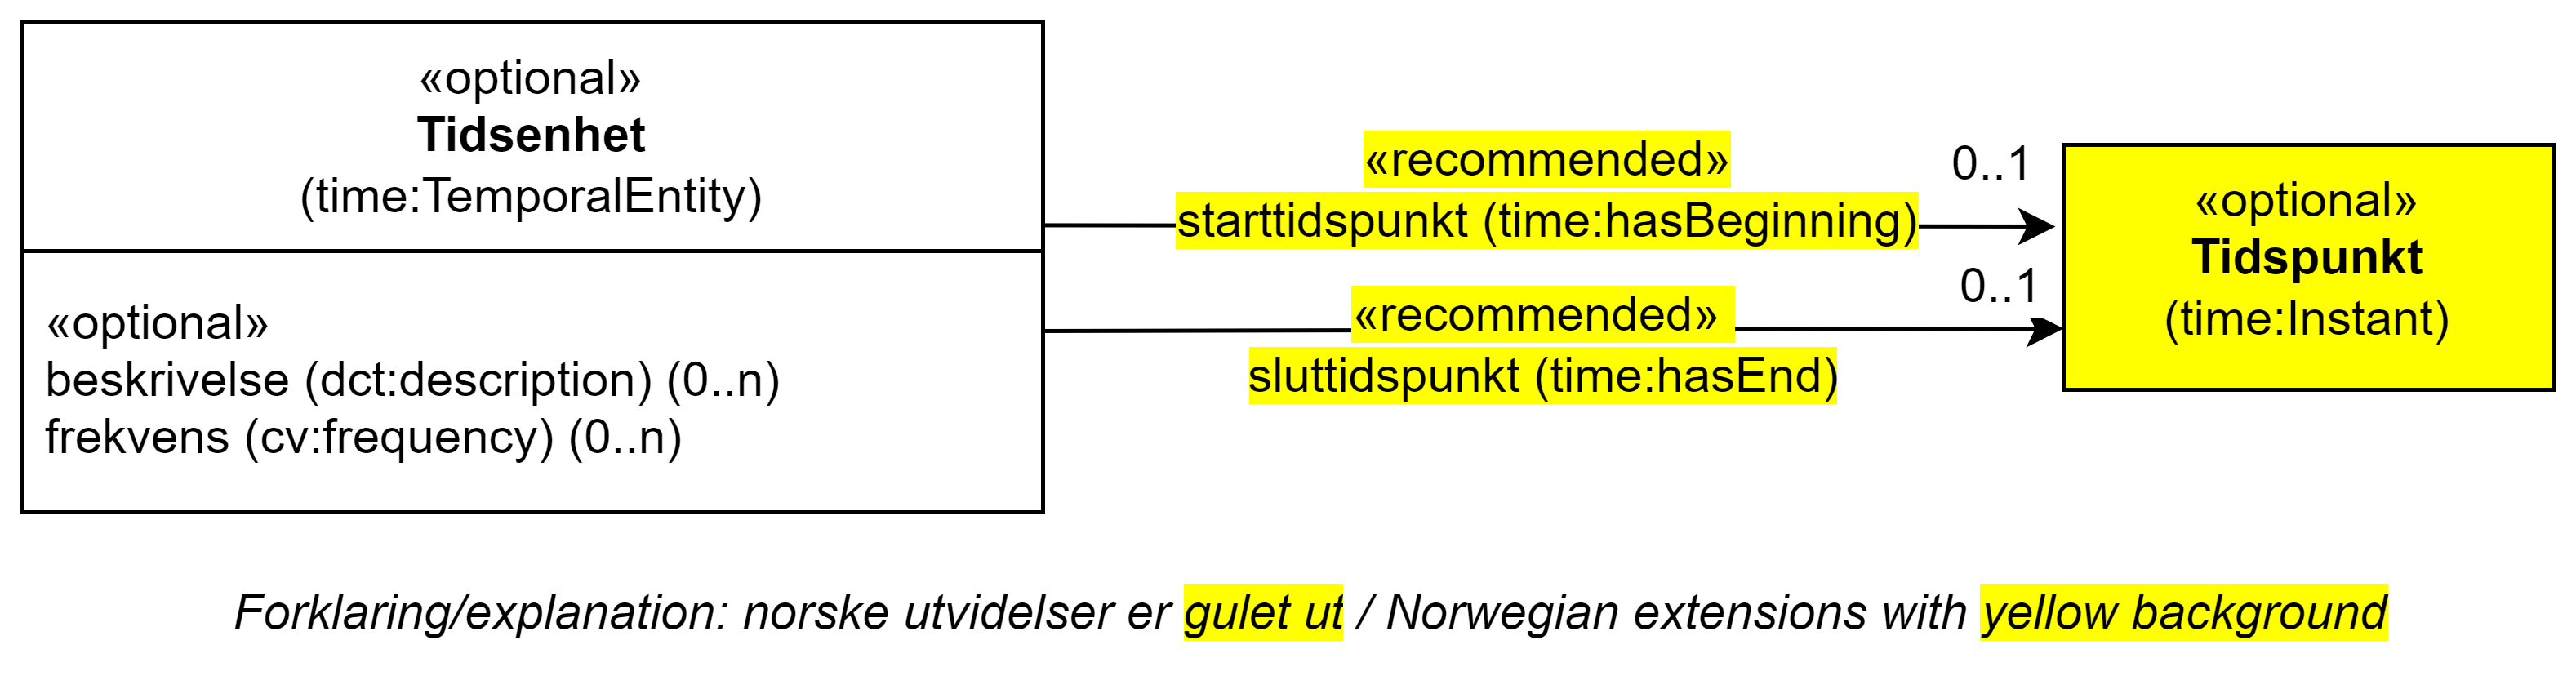 «optional»
Tidsenhet
(time:TemporalEntity)
«optional»
beskrivelse (dct:description) (0..n)
frekvens (cv:frequency) (0..n)
«recommended»
starttidspunkt (time:hasBeginning)
0..1
«recommended»
sluttidspunkt (time:hasEnd)
0..1
«optional»
Tidspunkt
(time:Instant)
Forklaring/explanation: norske utvidelser er gulet ut / Norwegian extensions with yellow background